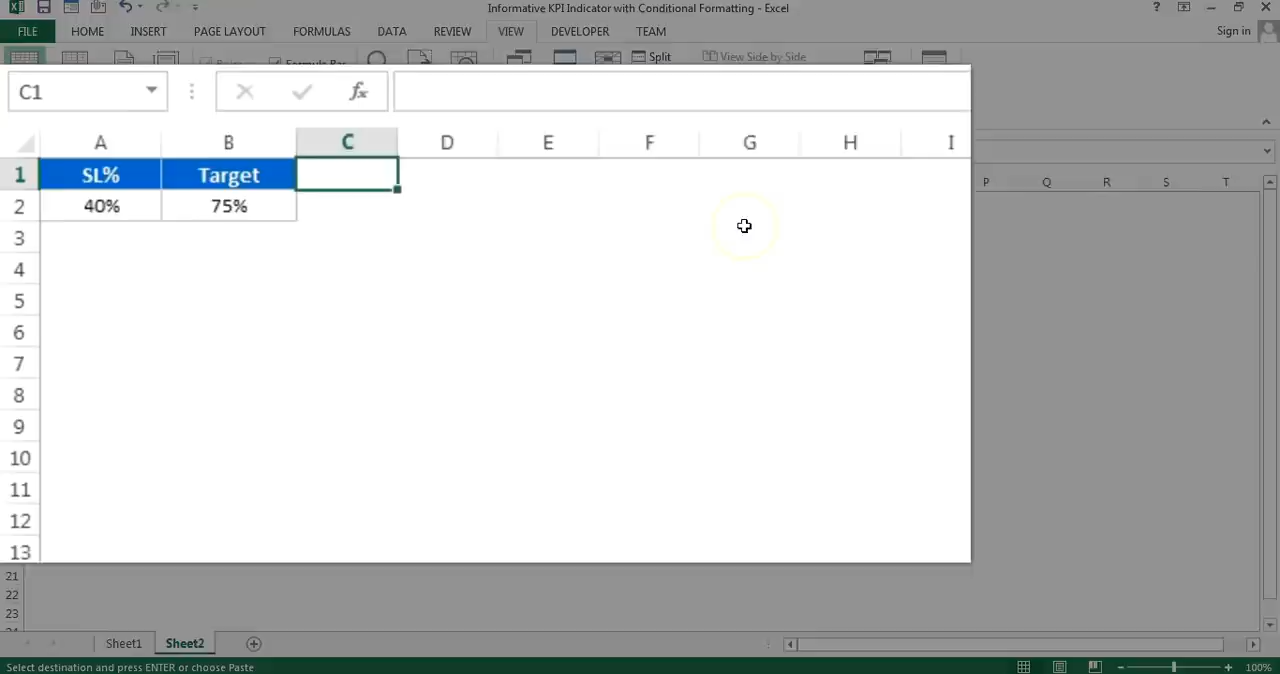 Informative KPI Indicator with Conditional Formatting - Excel
FILE HOME INSERT PAGE LAYOUT FORMULAS DATA REVIEW VIEW DEVELOPER TEAM Sign in
Split View Side by Side
C1 fx
A B C D E F G H I
P Q R S T
1 SL% Target
2 40% 75%
3
4
5
6
7
8
9
10
11
12
13
21
22
23
Sheet1 Sheet2
Select destination and press ENTER or choose Paste 100%